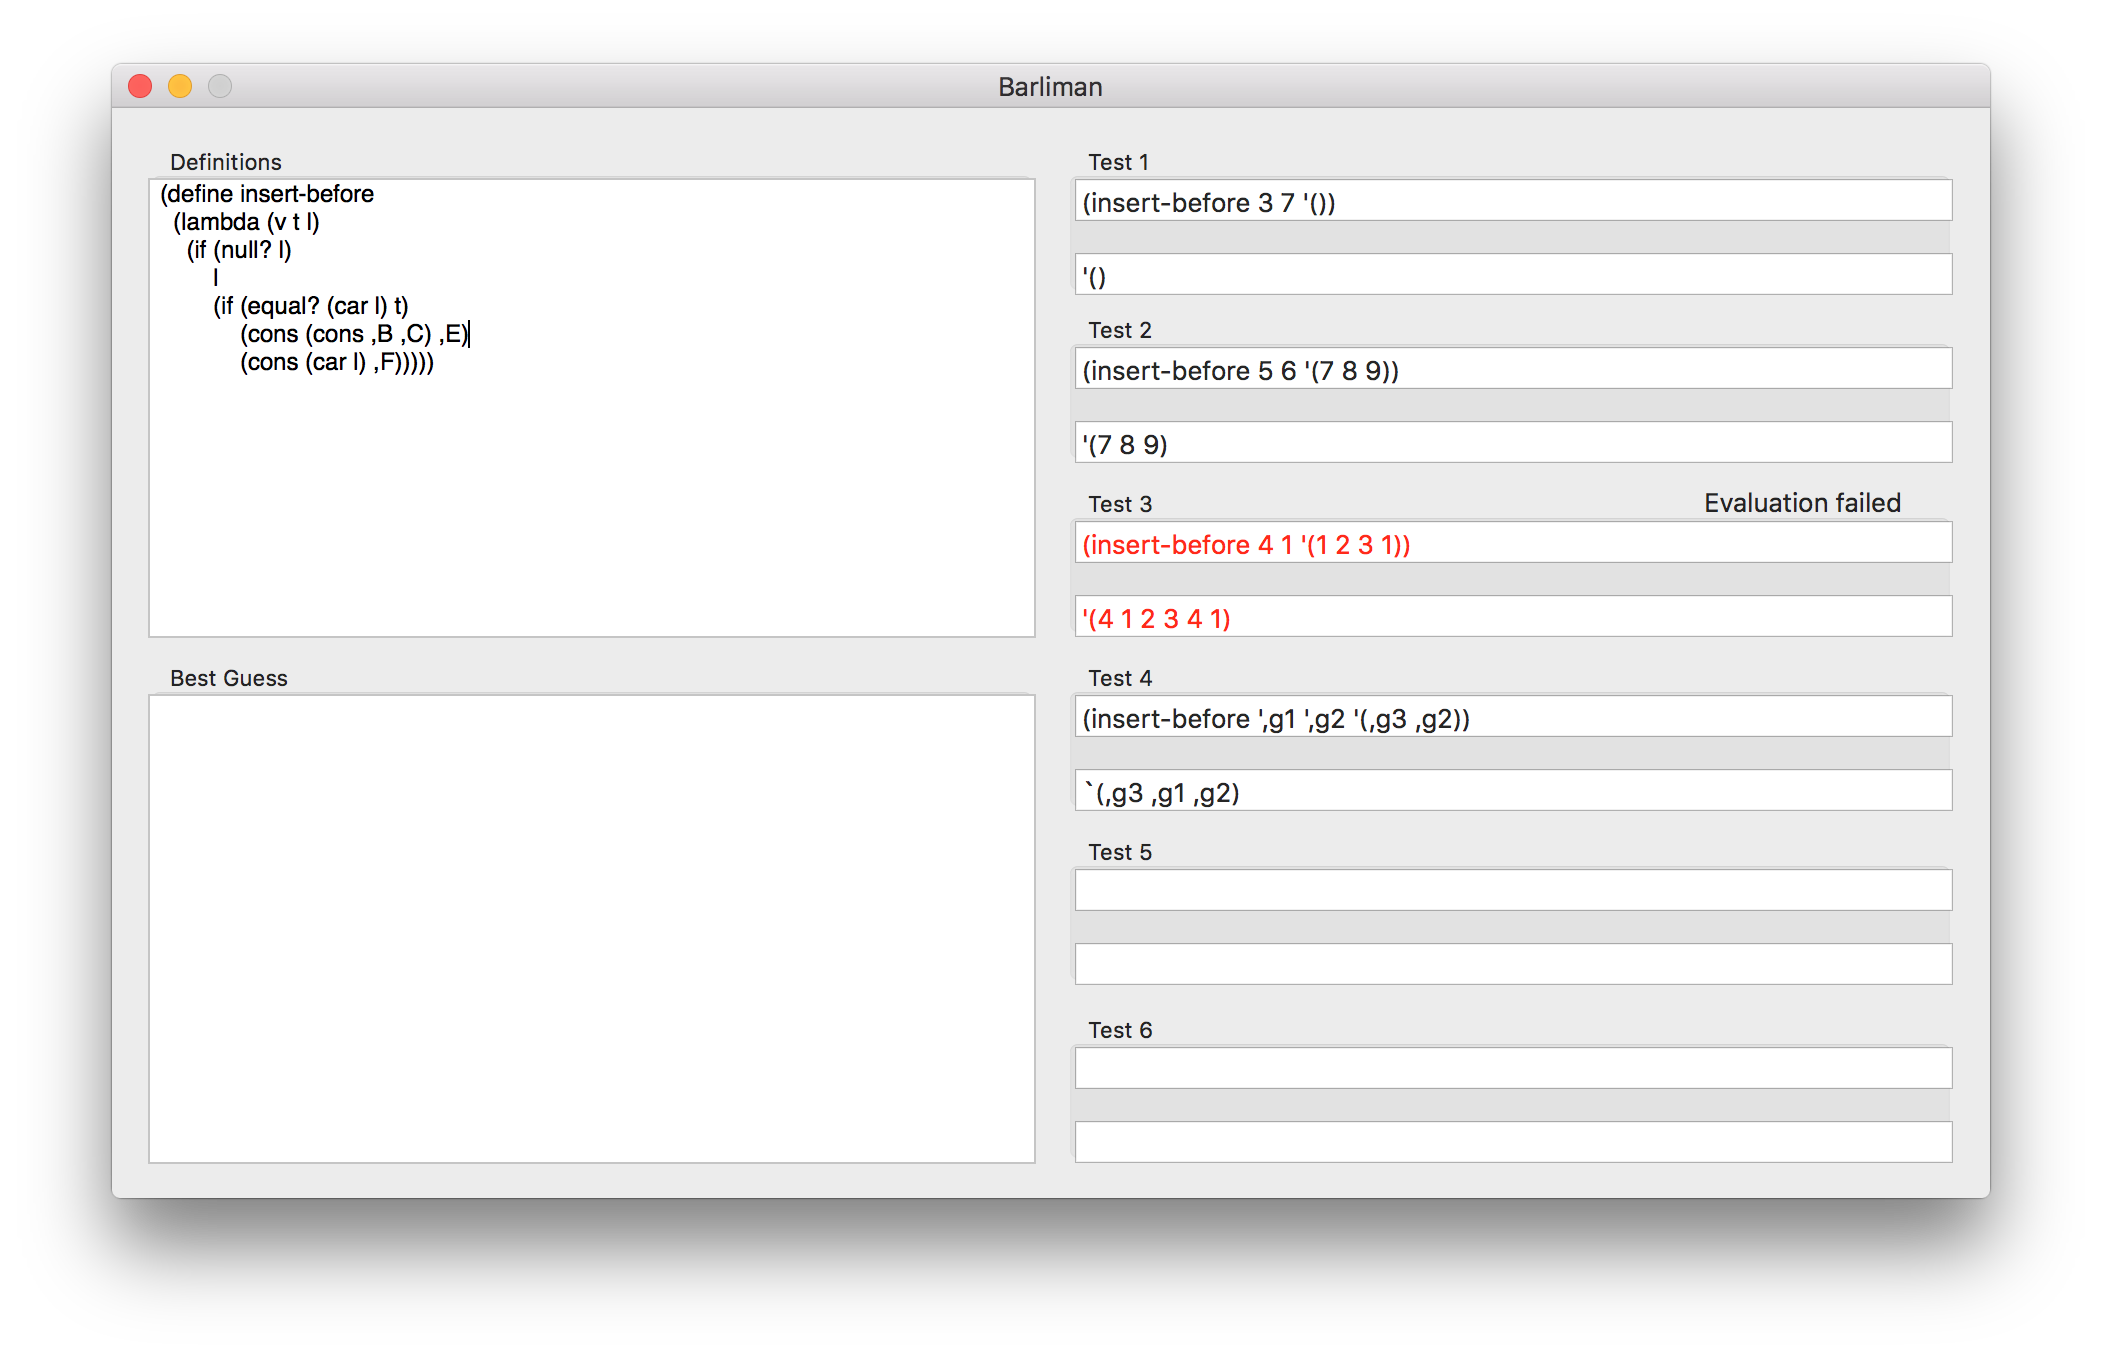 Barliman
Definitions
(define insert-before
(lambda (v t l)
(if (null? l)
l
(if (equal? (car l) t)
(cons (cons ,B ,C) ,E)
(cons (car l) ,F)))))
Best Guess
Test 1
(insert-before 3 7 '())
'()
Test 2
(insert-before 5 6 '(7 8 9))
'(7 8 9)
Test 3
Evaluation failed
(insert-before 4 1 '(1 2 3 1))
'(4 1 2 3 4 1)
Test 4
(insert-before ',g1 ',g2 '(,g3 ,g2))
`(,g3 ,g1 ,g2)
Test 5
Test 6